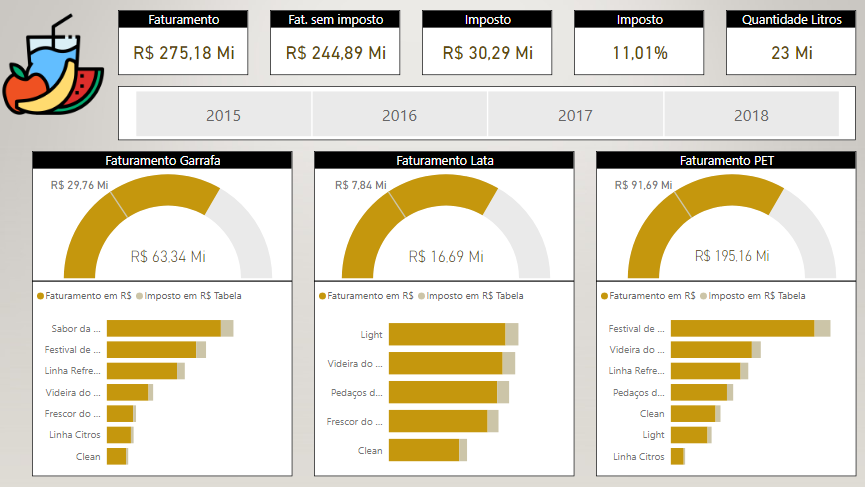 Faturamento
R$ 275,18 Mi
Fat. sem imposto
R$ 244,89 Mi
Imposto
R$ 30,29 Mi
Imposto
11,01%
Quantidade Litros
23 Mi
2015 2016 2017 2018
Faturamento Garrafa
R$ 29,76 Mi
R$ 63,34 Mi
Faturamento em R$ Imposto em R$ Tabela
Sabor da ...
Festival de ...
Linha Refre...
Videira do ...
Frescor do ...
Linha Citros
Clean
Faturamento Lata
R$ 7,84 Mi
R$ 16,69 Mi
Faturamento em R$ Imposto em R$ Tabela
Light
Videira do ...
Pedaços d...
Frescor do ...
Clean
Faturamento PET
R$ 91,69 Mi
R$ 195,16 Mi
Faturamento em R$ Imposto em R$ Tabela
Festival de ...
Videira do ...
Linha Refre...
Pedaços d...
Clean
Light
Linha Citros